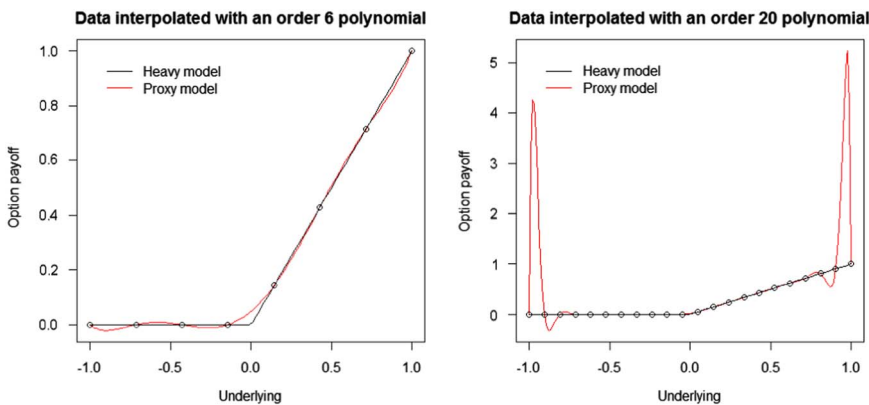 Data interpolated with an order 6 polynomial
Heavy model
Proxy model
Option payoff
1.0
0.8
0.6
0.4
0.2
0.0
-1.0 -0.5 0.0 0.5 1.0
Underlying
Data interpolated with an order 20 polynomial
Heavy model
Proxy model
Option payoff
5
4
3
2
1
0
-1.0 -0.5 0.0 0.5 1.0
Underlying